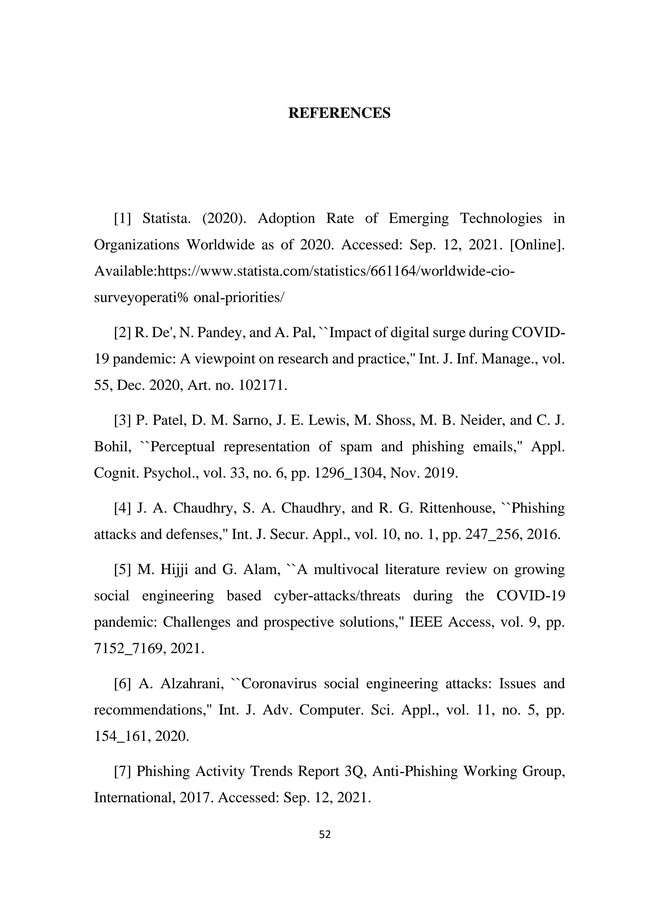 REFERENCES
[1] Statista. (2020). Adoption Rate of Emerging Technologies in
Organizations Worldwide as of 2020. Accessed: Sep. 12, 2021. [Online].
Available:https://www.statista.com/statistics/661164/worldwide-cio-
surveyoperati% onal-priorities/
[2] R. De', N. Pandey, and A. Pal, ``Impact of digital surge during COVID-
19 pandemic: A viewpoint on research and practice,'' Int. J. Inf. Manage., vol.
55, Dec. 2020, Art. no. 102171.
[3] P. Patel, D. M. Sarno, J. E. Lewis, M. Shoss, M. B. Neider, and C. J.
Bohil, ``Perceptual representation of spam and phishing emails,'' Appl.
Cognit. Psychol., vol. 33, no. 6, pp. 1296_1304, Nov. 2019.
[4] J. A. Chaudhry, S. A. Chaudhry, and R. G. Rittenhouse, ``Phishing
attacks and defenses,'' Int. J. Secur. Appl., vol. 10, no. 1, pp. 247_256, 2016.
[5] M. Hijji and G. Alam, ``A multivocal literature review on growing
social engineering based cyber-attacks/threats during the COVID-19
pandemic: Challenges and prospective solutions,'' IEEE Access, vol. 9, pp.
7152_7169, 2021.
[6] A. Alzahrani, ``Coronavirus social engineering attacks: Issues and
recommendations,'' Int. J. Adv. Computer. Sci. Appl., vol. 11, no. 5, pp.
154_161, 2020.
[7] Phishing Activity Trends Report 3Q, Anti-Phishing Working Group,
International, 2017. Accessed: Sep. 12, 2021.
52